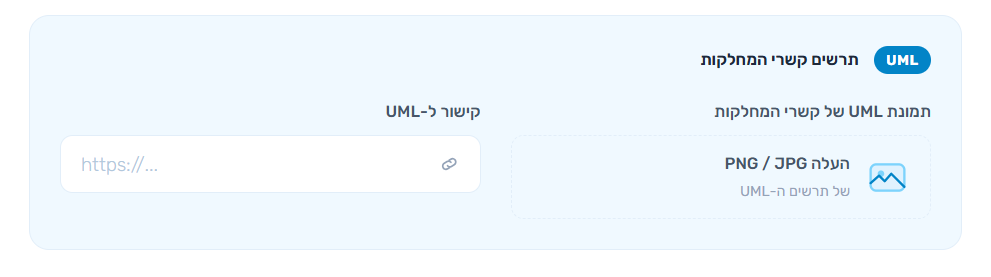 UML תרשים קשרי המחלקות
תמונת UML של קשרי המחלקות
העלה PNG / JPG
של תרשים ה-UML
קישור ל-UML
https://...